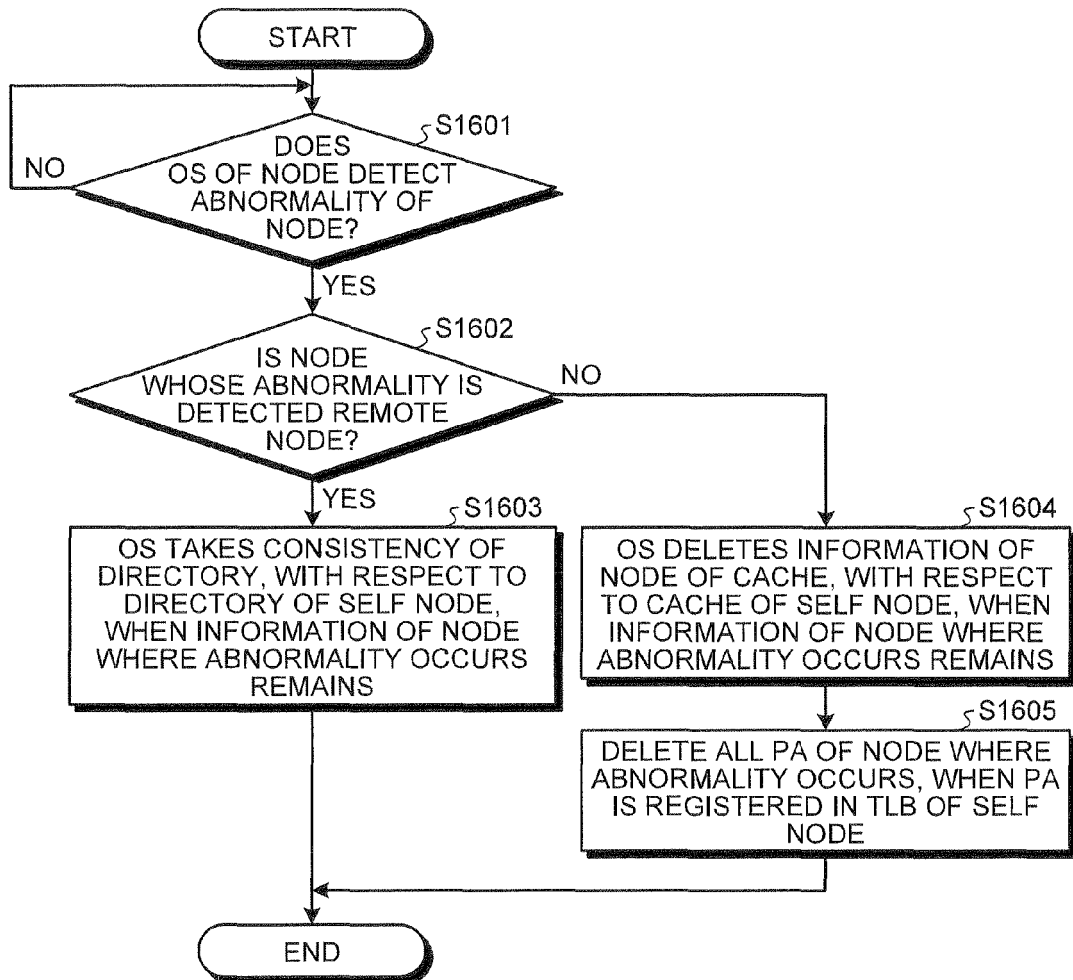 START
S1601
DOES
OS OF NODE DETECT
ABNORMALITY OF
NODE?
NO
YES
S1602
IS NODE
WHOSE ABNORMALITY IS
DETECTED REMOTE
NODE?
NO
YES
S1603
OS TAKES CONSISTENCY OF
DIRECTORY, WITH RESPECT TO
DIRECTORY OF SELF NODE,
WHEN INFORMATION OF NODE
WHERE ABNORMALITY OCCURS
REMAINS
S1604
OS DELETES INFORMATION OF
NODE OF CACHE, WITH RESPECT
TO CACHE OF SELF NODE, WHEN
INFORMATION OF NODE WHERE
ABNORMALITY OCCURS REMAINS
S1605
DELETE ALL PA OF NODE WHERE
ABNORMALITY OCCURS, WHEN PA
IS REGISTERED IN TLB OF SELF
NODE
END